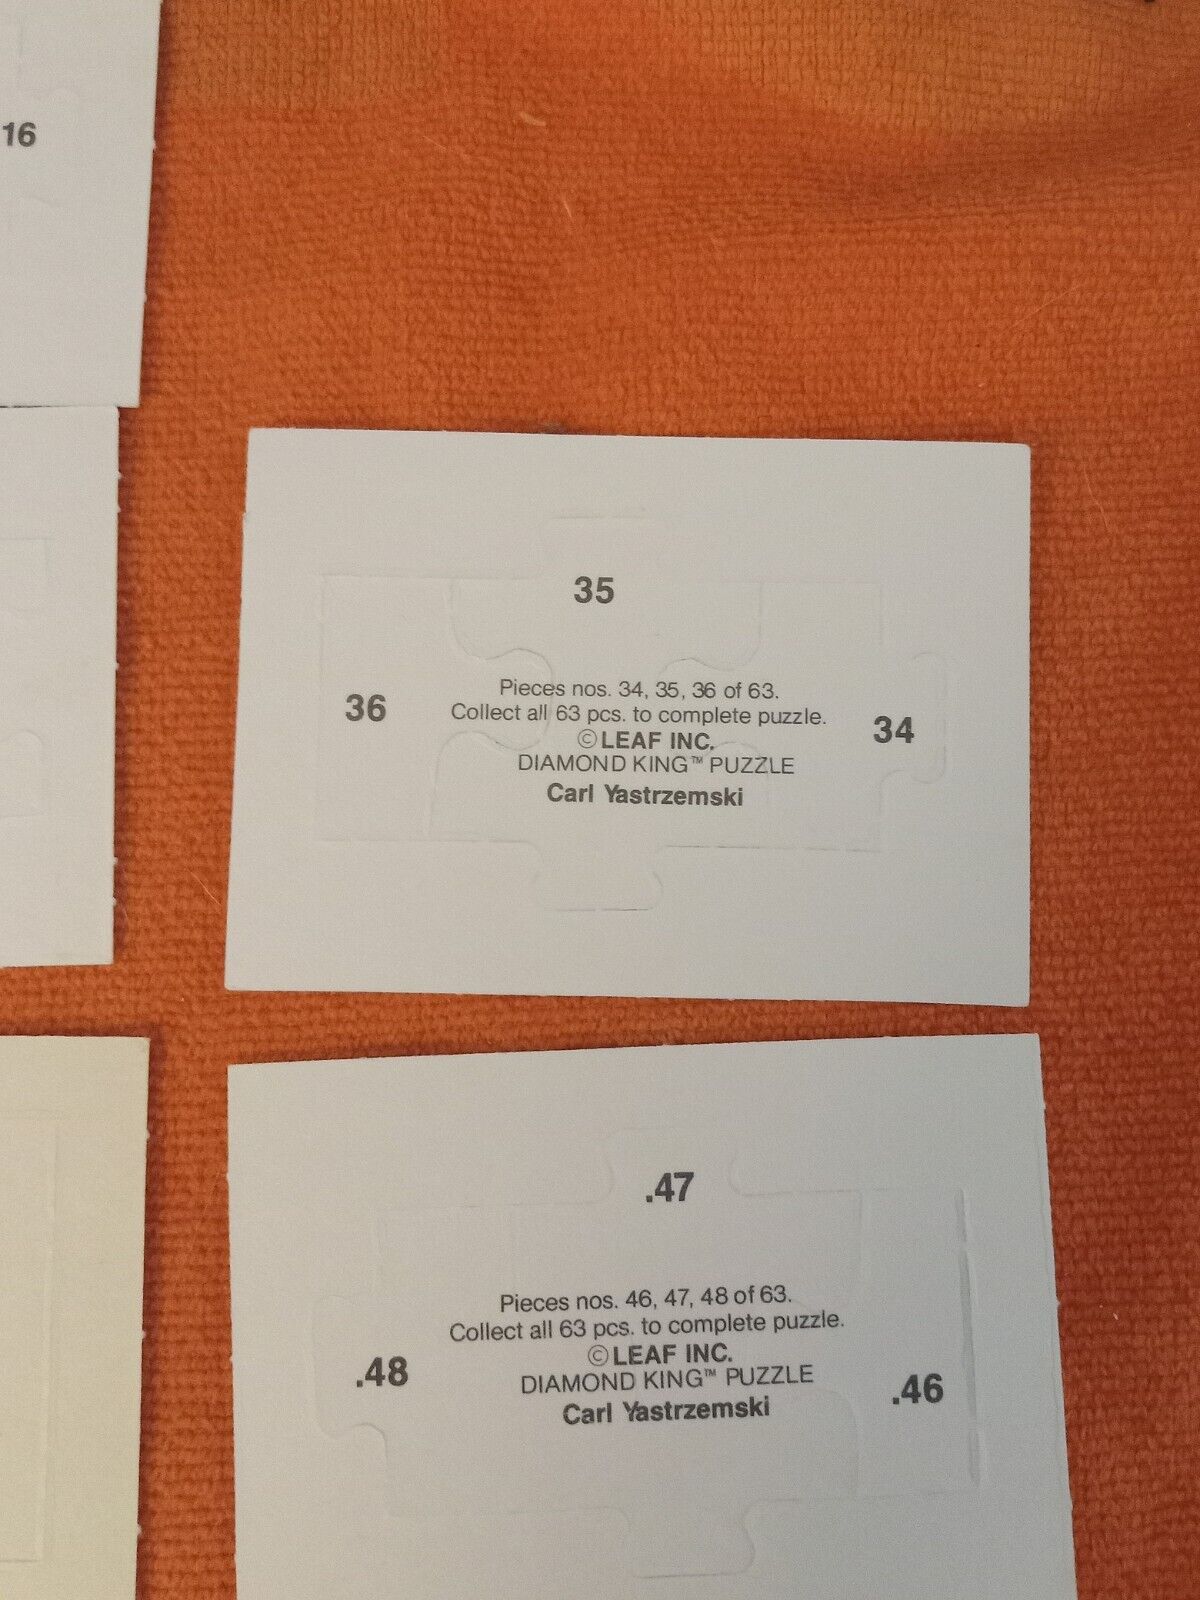 16
35
36
Pieces nos. 34, 35, 36 of 63.
Collect all 63 pcs. to complete puzzle.
©LEAF INC.
DIAMOND KING™ PUZZLE
Carl Yastrzemski
34
.47
Pieces nos. 46, 47, 48 of 63.
Collect all 63 pcs. to complete puzzle.
©LEAF INC.
DIAMOND KING™ PUZZLE
Carl Yastrzemski
.48
.46